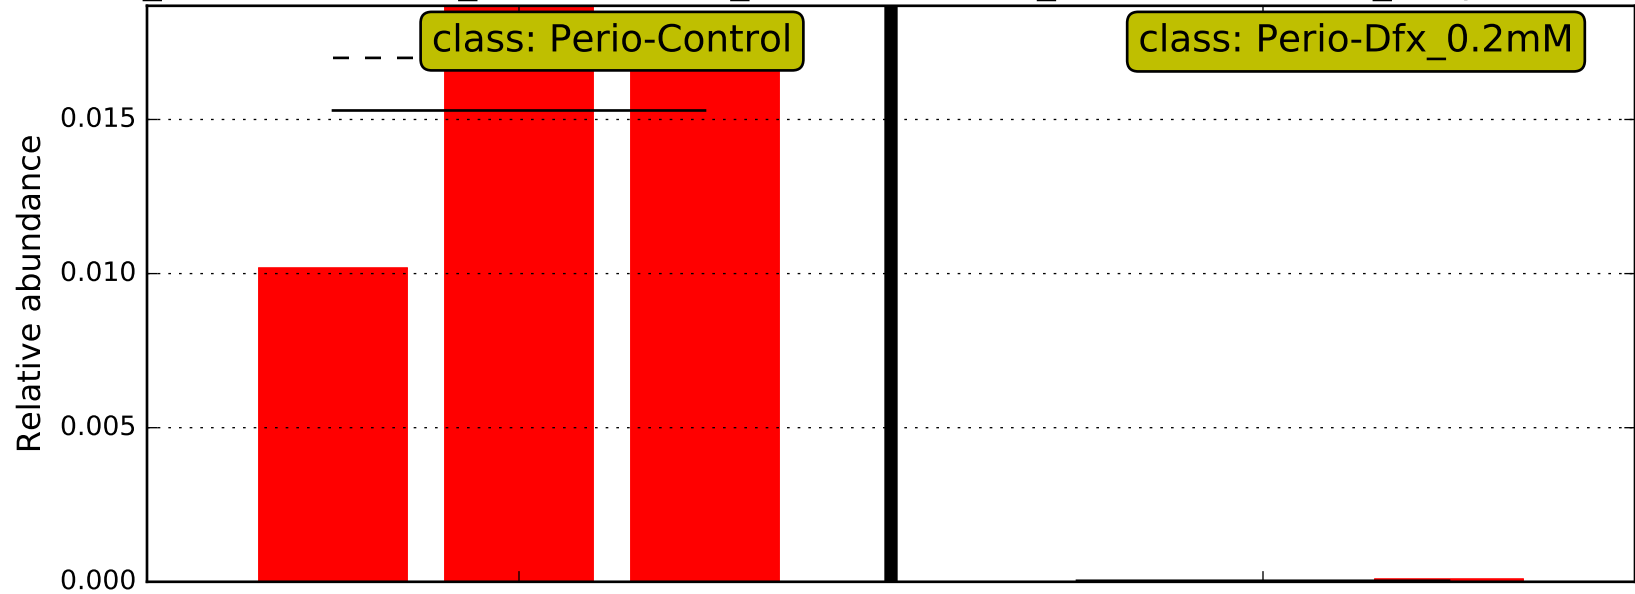 class: Perio-Control
class: Perio-Dfx_0.2mM
Relative abundance
0.015
0.010
0.005
0.000